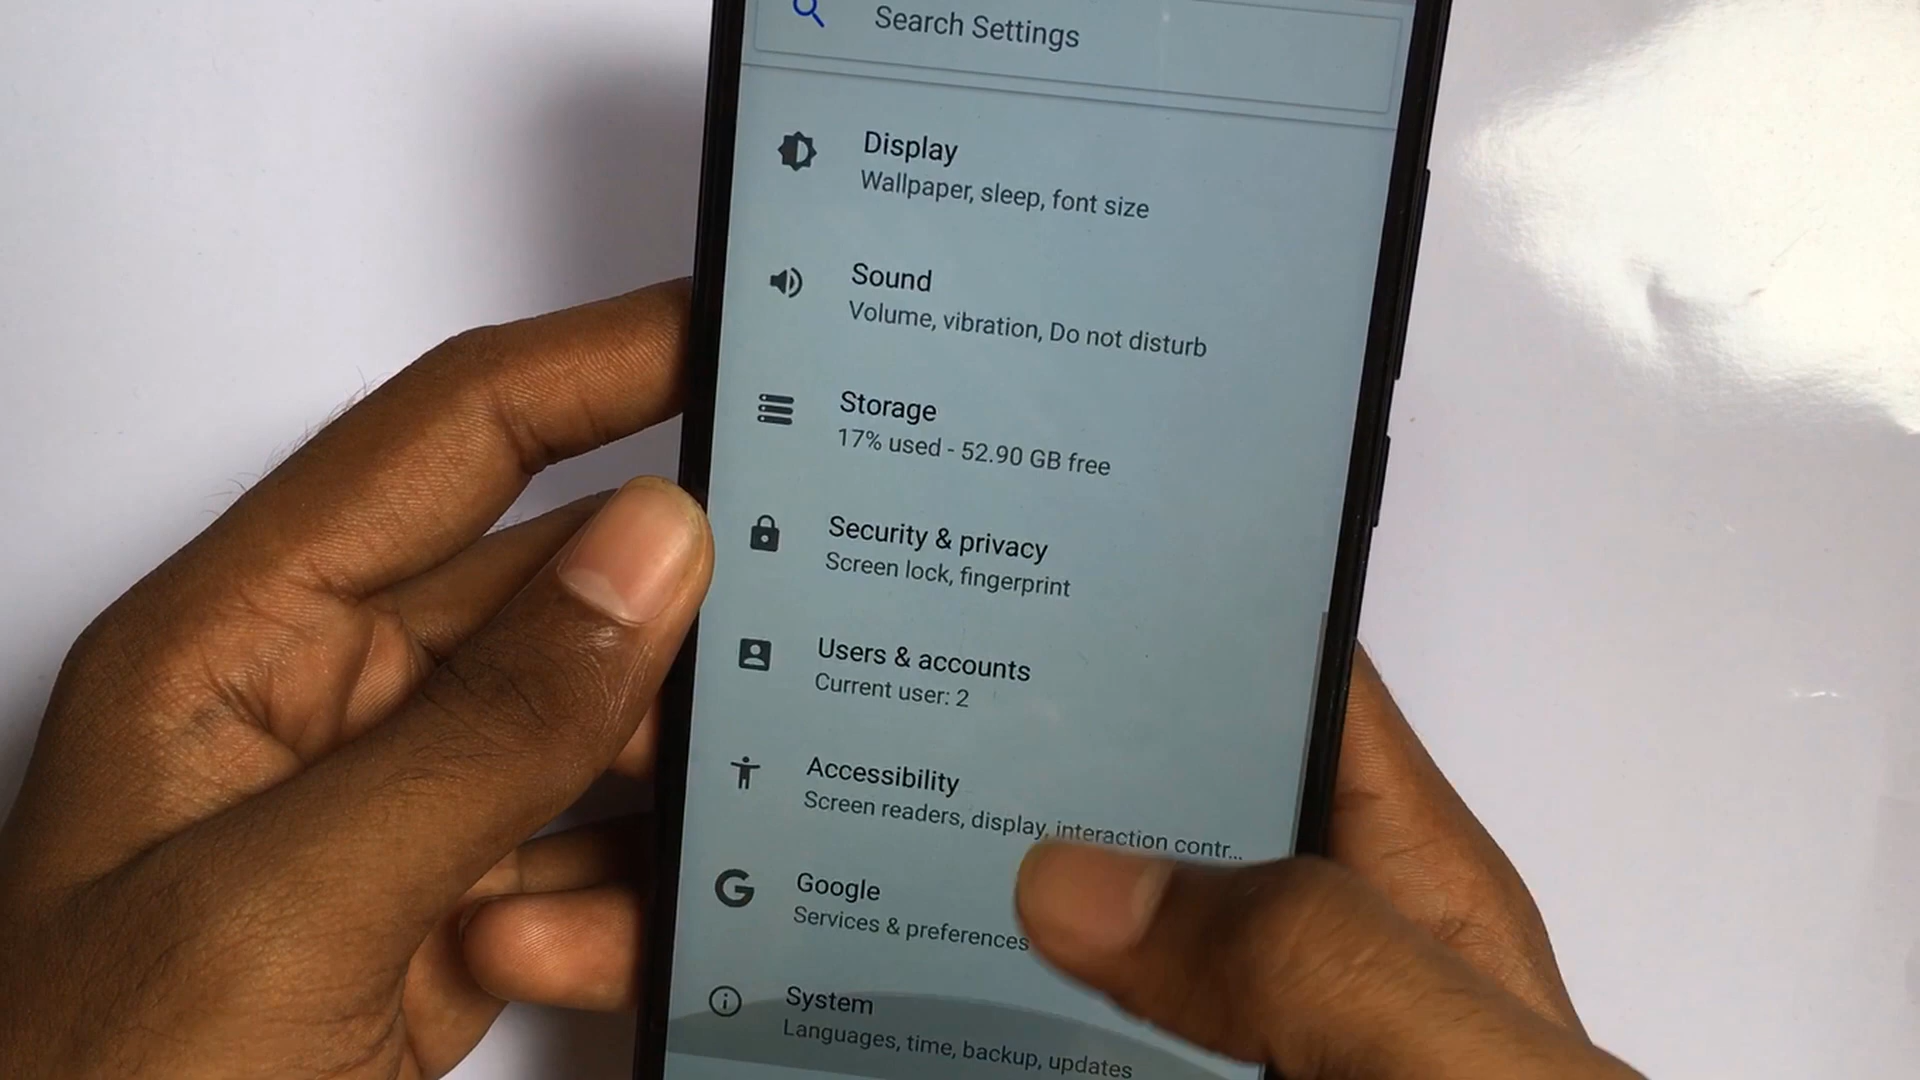 Search Settings
Display
Wallpaper, sleep, font size
Sound
Volume, vibration, Do not disturb
Storage
17% used - 52.90 GB free
Security & privacy
Screen lock, fingerprint
Users & accounts
Current user: 2
Accessibility
Screen readers, display, interaction contr...
Google
Services & preferences
System
Languages, time, backup, updates